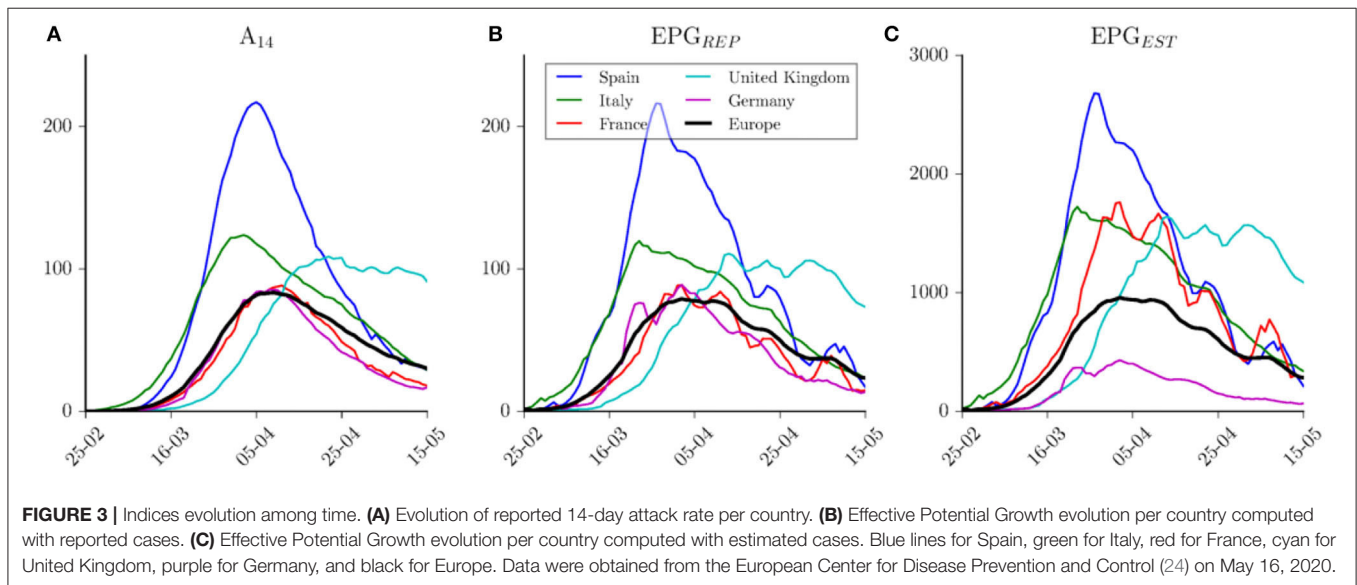 A
A₁₄
200
100
0
25-02
16-03
05-04
25-04
15-05
B
EPG_REP
Spain
Italy
France
United Kingdom
Germany
Europe
200
100
0
25-02
16-03
05-04
25-04
15-05
C
EPG_EST
3000
2000
1000
0
25-02
16-03
05-04
25-04
15-05
FIGURE 3 | Indices evolution among time. (A) Evolution of reported 14-day attack rate per country. (B) Effective Potential Growth evolution per country computed
with reported cases. (C) Effective Potential Growth evolution per country computed with estimated cases. Blue lines for Spain, green for Italy, red for France, cyan for
United Kingdom, purple for Germany, and black for Europe. Data were obtained from the European Center for Disease Prevention and Control (24) on May 16, 2020.